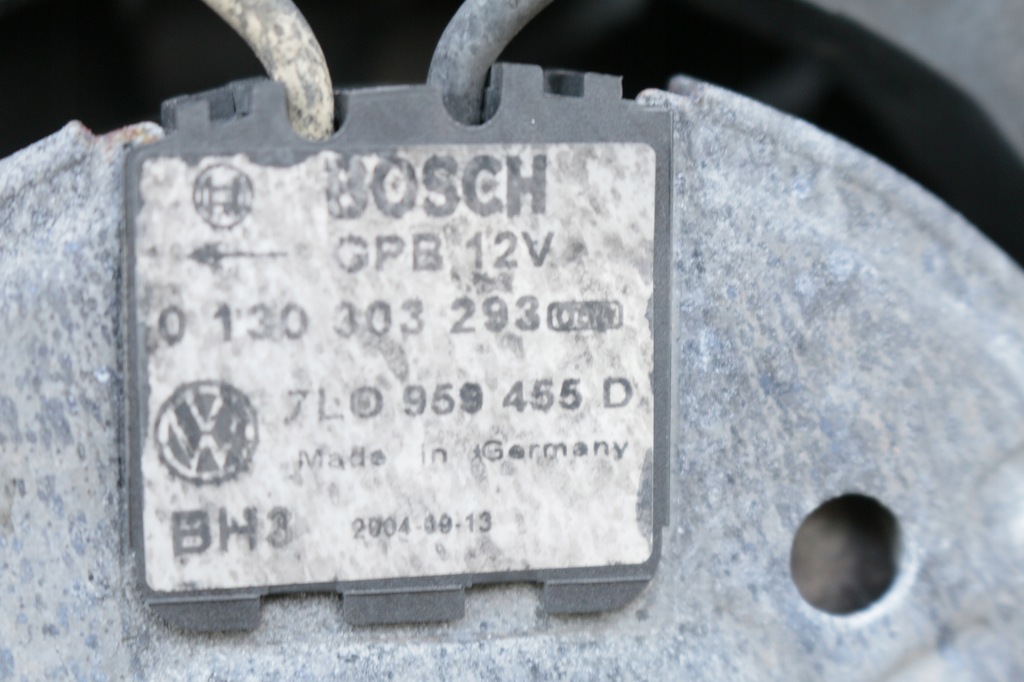 BOSCH
GPB 12V
0 130 303 293
7L0 959 455 D
Made in Germany
BH3 2004-09-13